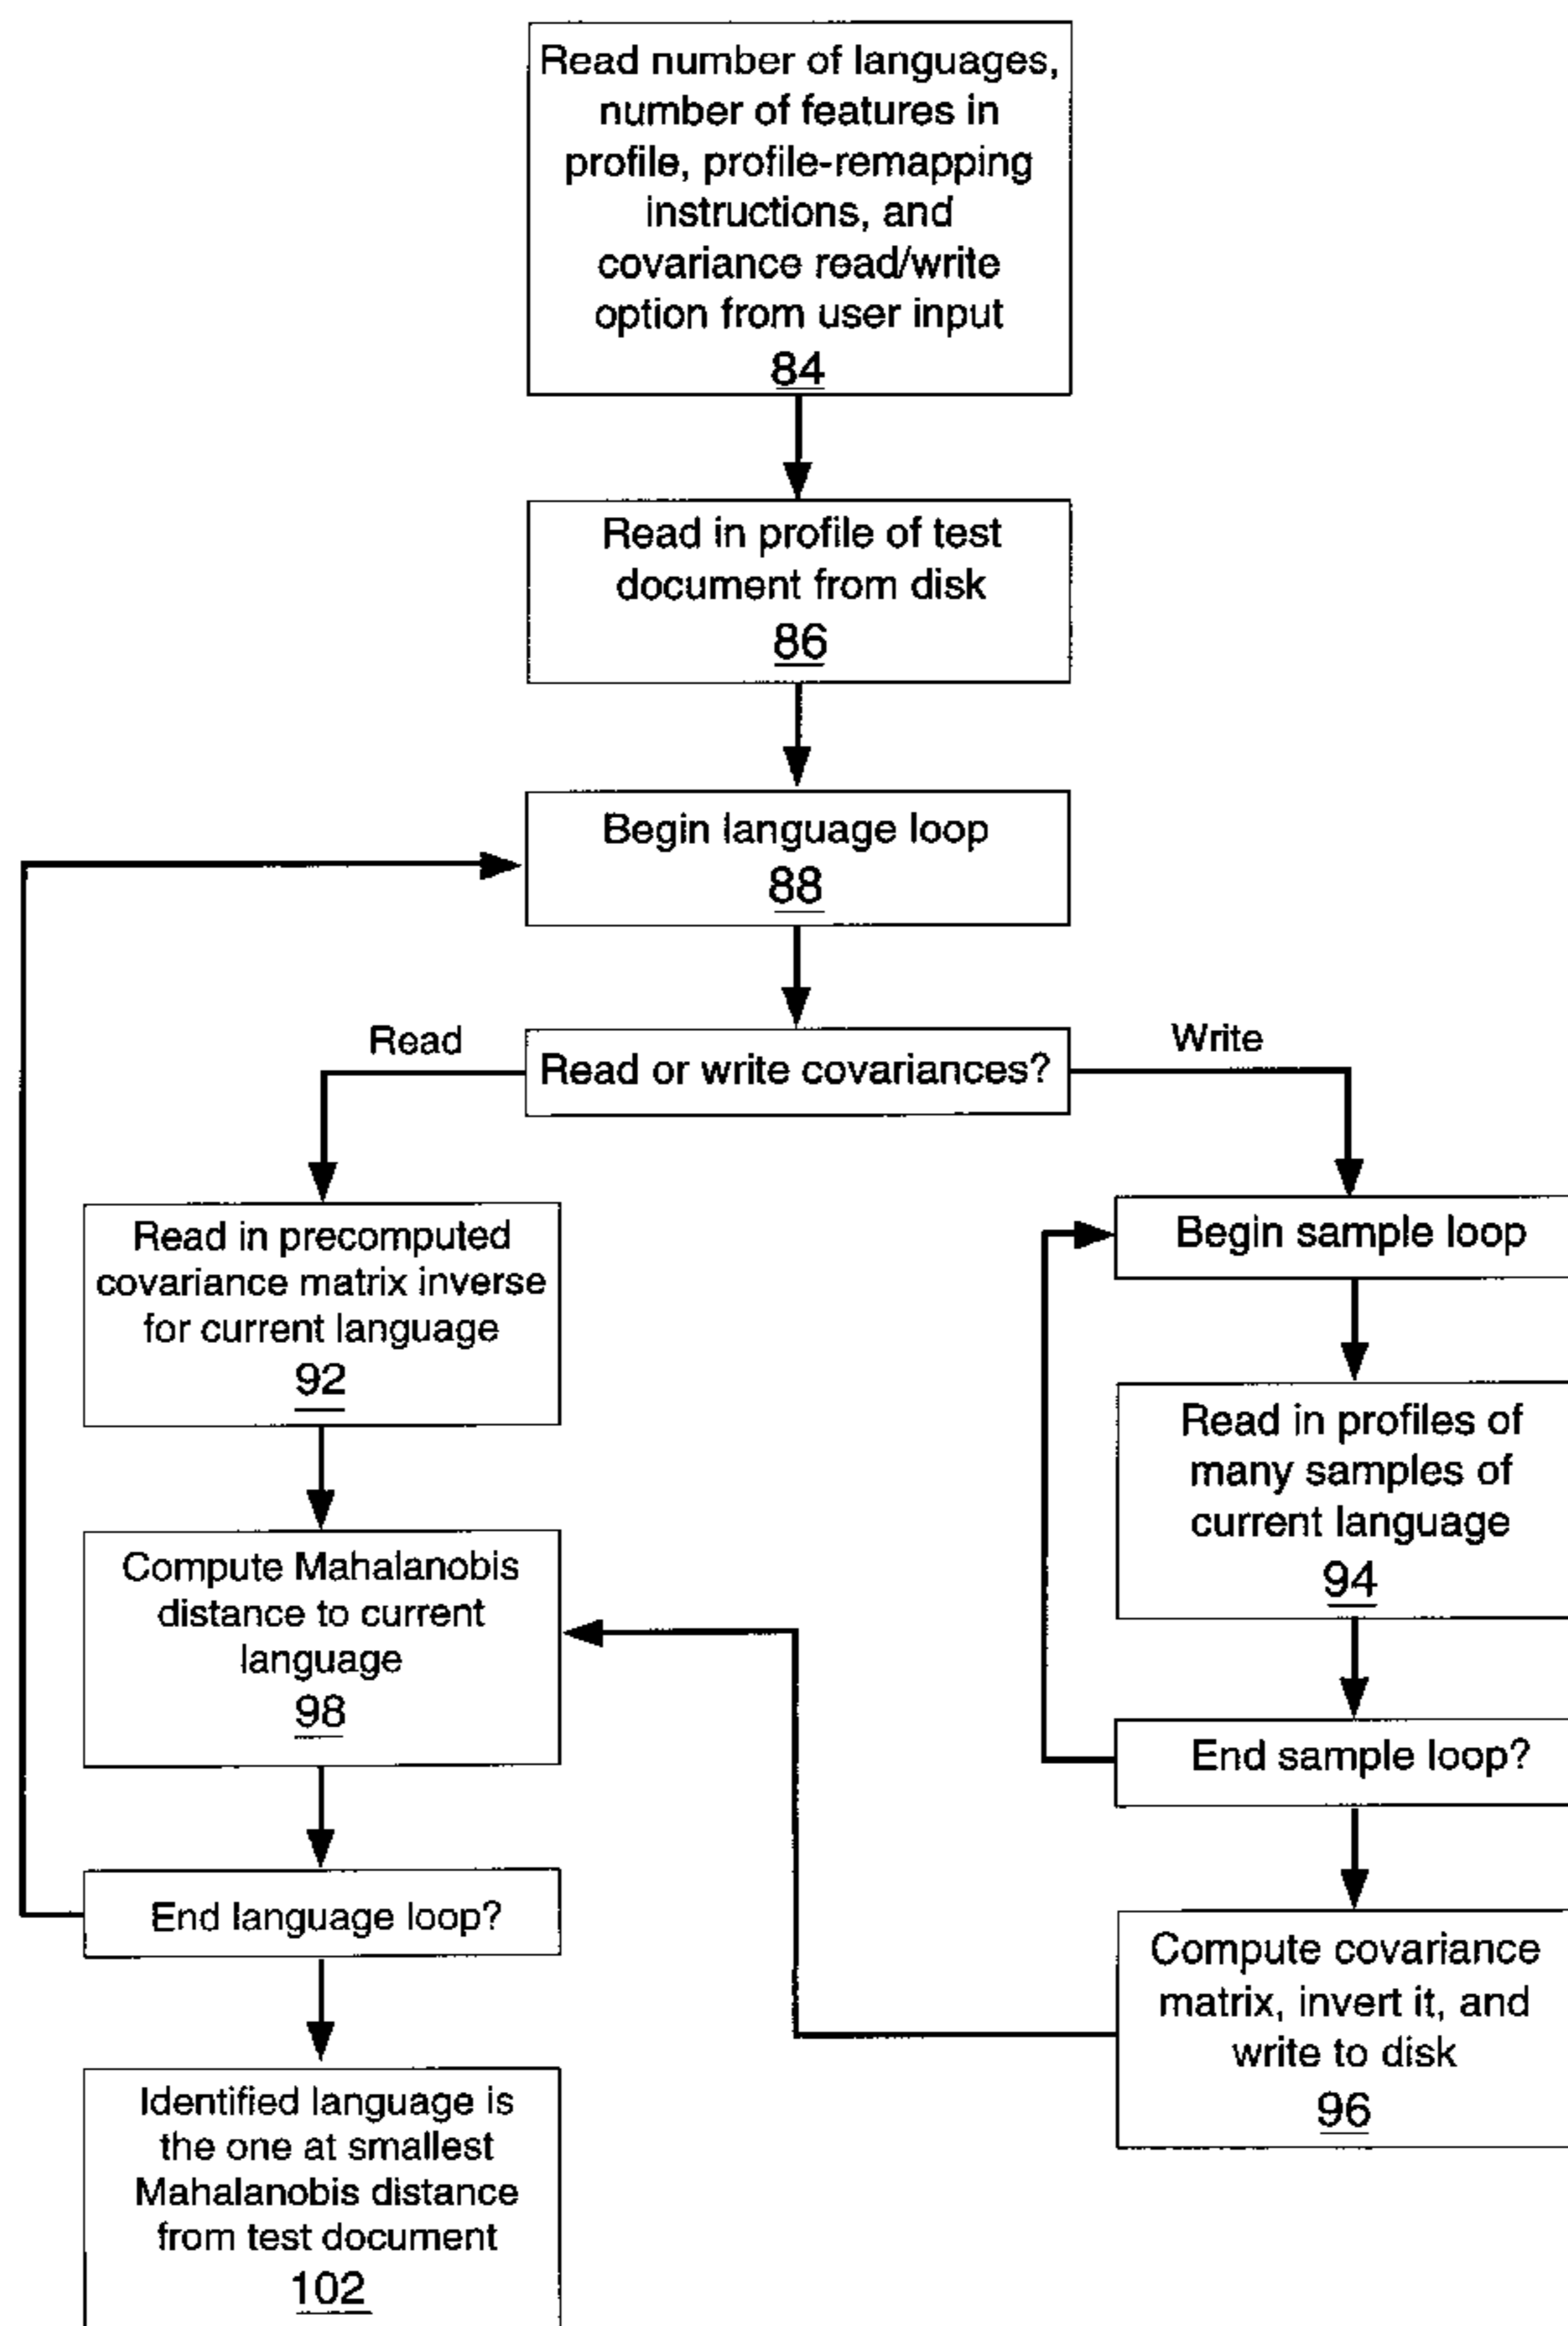 Read number of languages,
number of features in
profile, profile-remapping
instructions, and
covariance read/write
option from user input
84
Read in profile of test
document from disk
86
Begin language loop
88
Read
Read or write covariances?
Write
Read in precomputed
covariance matrix inverse
for current language
92
Compute Mahalanobis
distance to current
language
98
End language loop?
Identified language is
the one at smallest
Mahalanobis distance
from test document
102
Begin sample loop
Read in profiles of
many samples of
current language
94
End sample loop?
Compute covariance
matrix, invert it, and
write to disk
96